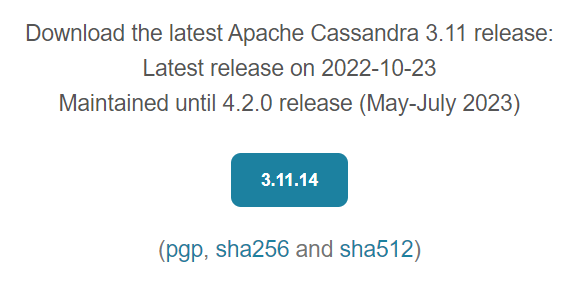 Download the latest Apache Cassandra 3.11 release:
Latest release on 2022-10-23
Maintained until 4.2.0 release (May-July 2023)
3.11.14
(pgp, sha256 and sha512)